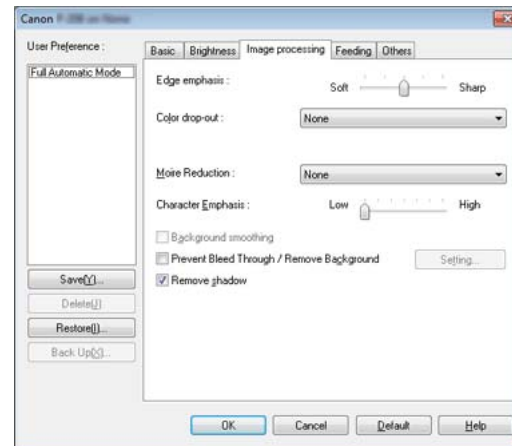 Canon
User Preference :
Full Automatic Mode
Save(Y)...
Delete(J)
Restore(I)...
Back Up(X)...
Basic Brightness Image processing Feeding Others
Edge emphasis : Soft Sharp
Color drop-out : None
Moire Reduction : None
Character Emphasis : Low High
Background smoothing
Prevent Bleed Through / Remove Background Setting...
Remove shadow
OK Cancel Default Help